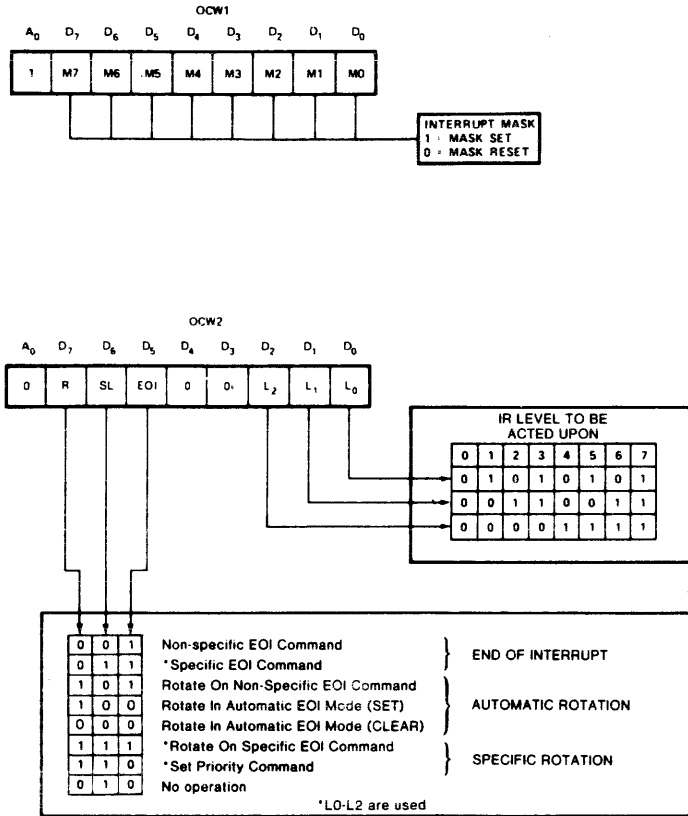 OCW1
A0 D7 D6 D5 D4 D3 D2 D1 D0
1 M7 M6 .M5 M4 M3 M2 M1 M0
INTERRUPT MASK
1 = MASK SET
0 = MASK RESET
OCW2
A0 D7 D6 D5 D4 D3 D2 D1 D0
0 R SL EOI 0 0 L2 L1 L0
IR LEVEL TO BE
ACTED UPON
0 1 2 3 4 5 6 7
0 1 0 1 0 1 0 1
0 0 1 1 0 0 1 1
0 0 0 0 1 1 1 1
0 0 1 Non-specific EOI Command
0 1 1 *Specific EOI Command
END OF INTERRUPT
1 0 1 Rotate On Non-Specific EOI Command
1 0 0 Rotate In Automatic EOI Mode (SET)
0 0 0 Rotate In Automatic EOI Mode (CLEAR)
AUTOMATIC ROTATION
1 1 1 *Rotate On Specific EOI Command
1 1 0 *Set Priority Command
SPECIFIC ROTATION
0 1 0 No operation
*L0-L2 are used